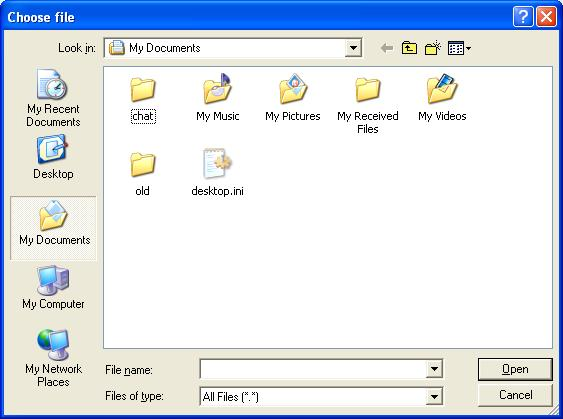 Choose file
Look in:
My Documents
My Recent
Documents
Desktop
My Documents
My Computer
My Network
Places
chat
My Music
My Pictures
My Received
Files
My Videos
old
desktop.ini
File name:
Open
Files of type:
All Files (*.*)
Cancel